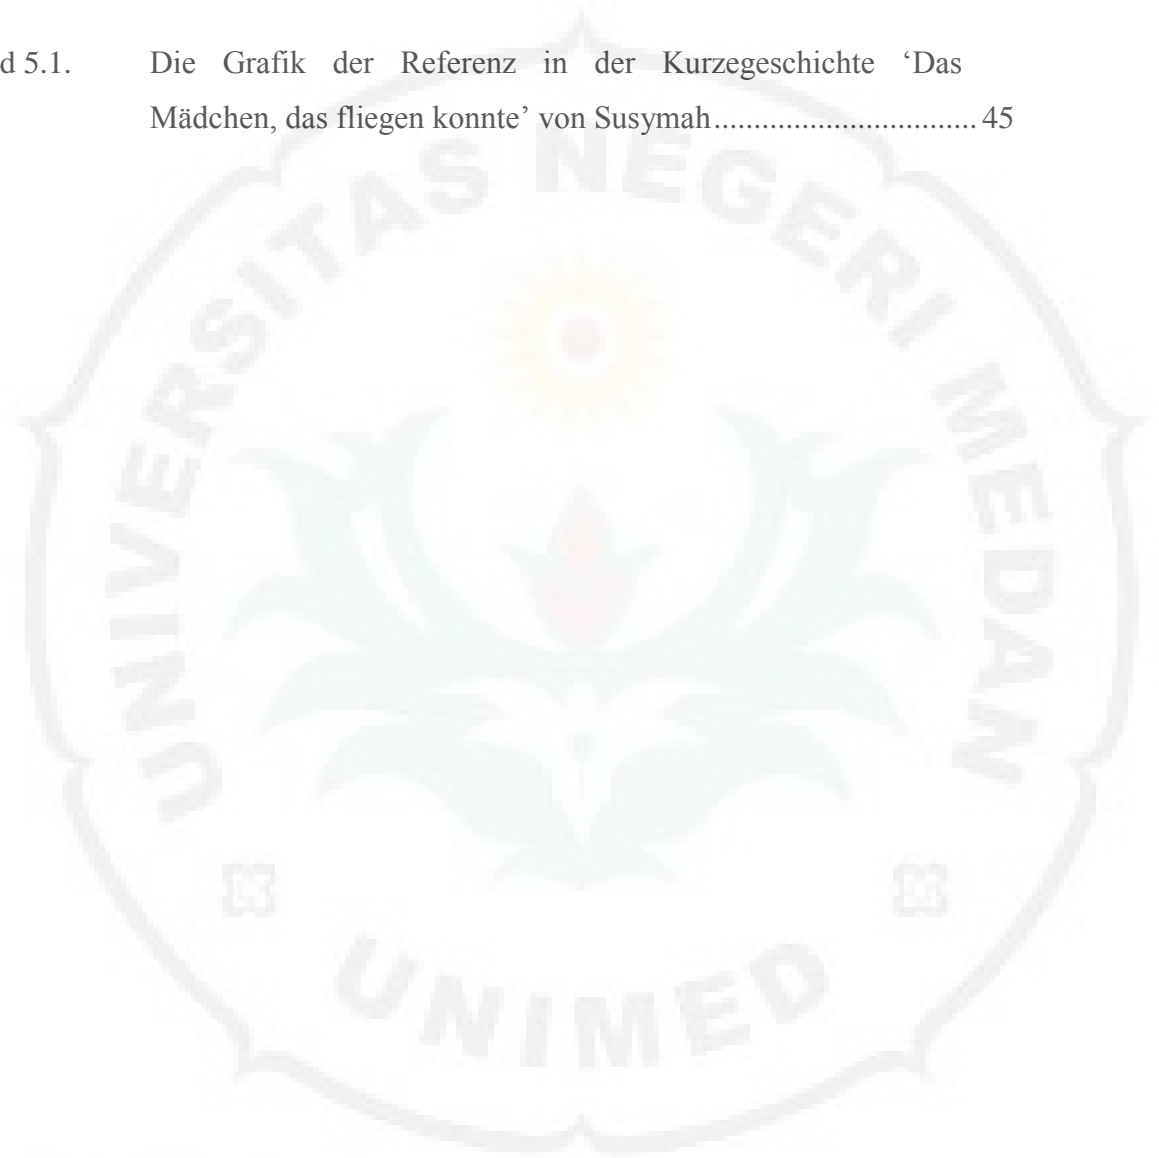 d 5.1. Die Grafik der Referenz in der Kurzegeschichte ‘Das
Mädchen, das fliegen konnte’ von Susymah................................. 45
UNIVERSITAS NEGERI MEDAN
UNIMED